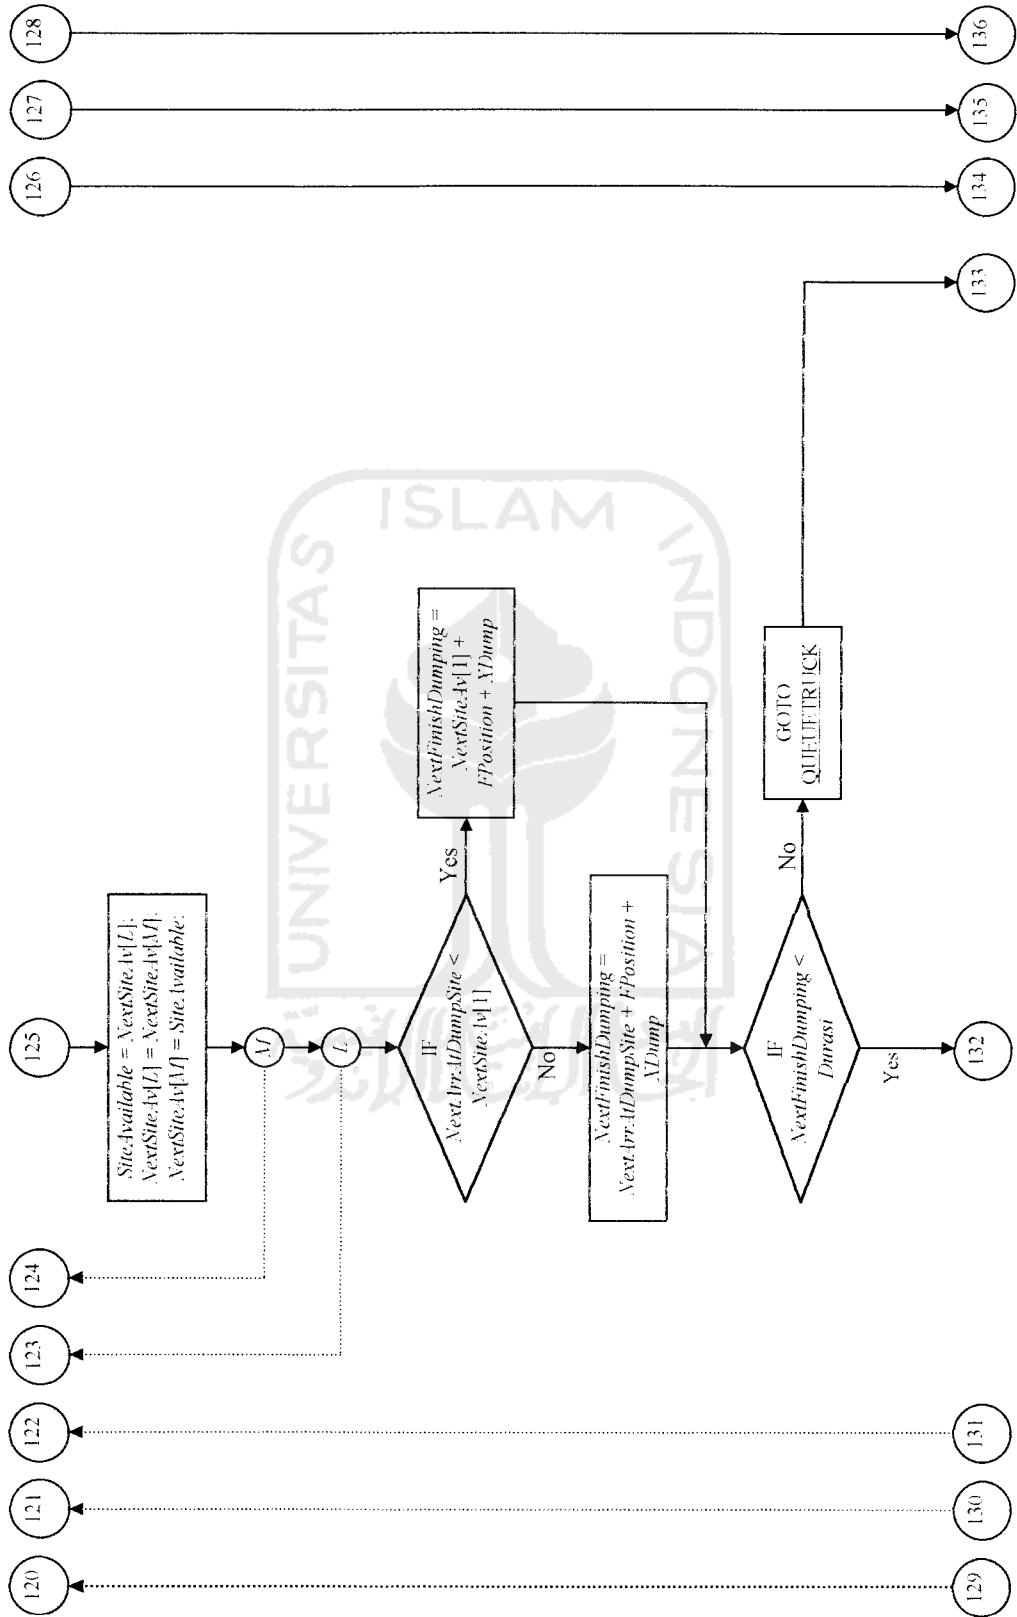 120
121
122
123
124
125
126
127
128
SiteAvailable = NextSiteAv[L];
NextSiteAv[L] = NextSiteAv[M];
NextSiteAv[M] = SiteAvailable;
M
L
IF
NextArrAtDumpSite <
NextSiteAv[1]
Yes
NextFinishDumping =
NextSiteAv[1] +
FPosition + XDump
No
NextFinishDumping =
NextArrAtDumpSite + FPosition +
XDump
IF
NextFinishDumping <
Durasi
No
GOTO
QUEUETRUCK
Yes
129
130
131
132
133
134
135
136
UNIVERSITAS
ISLAM
INDONESIA